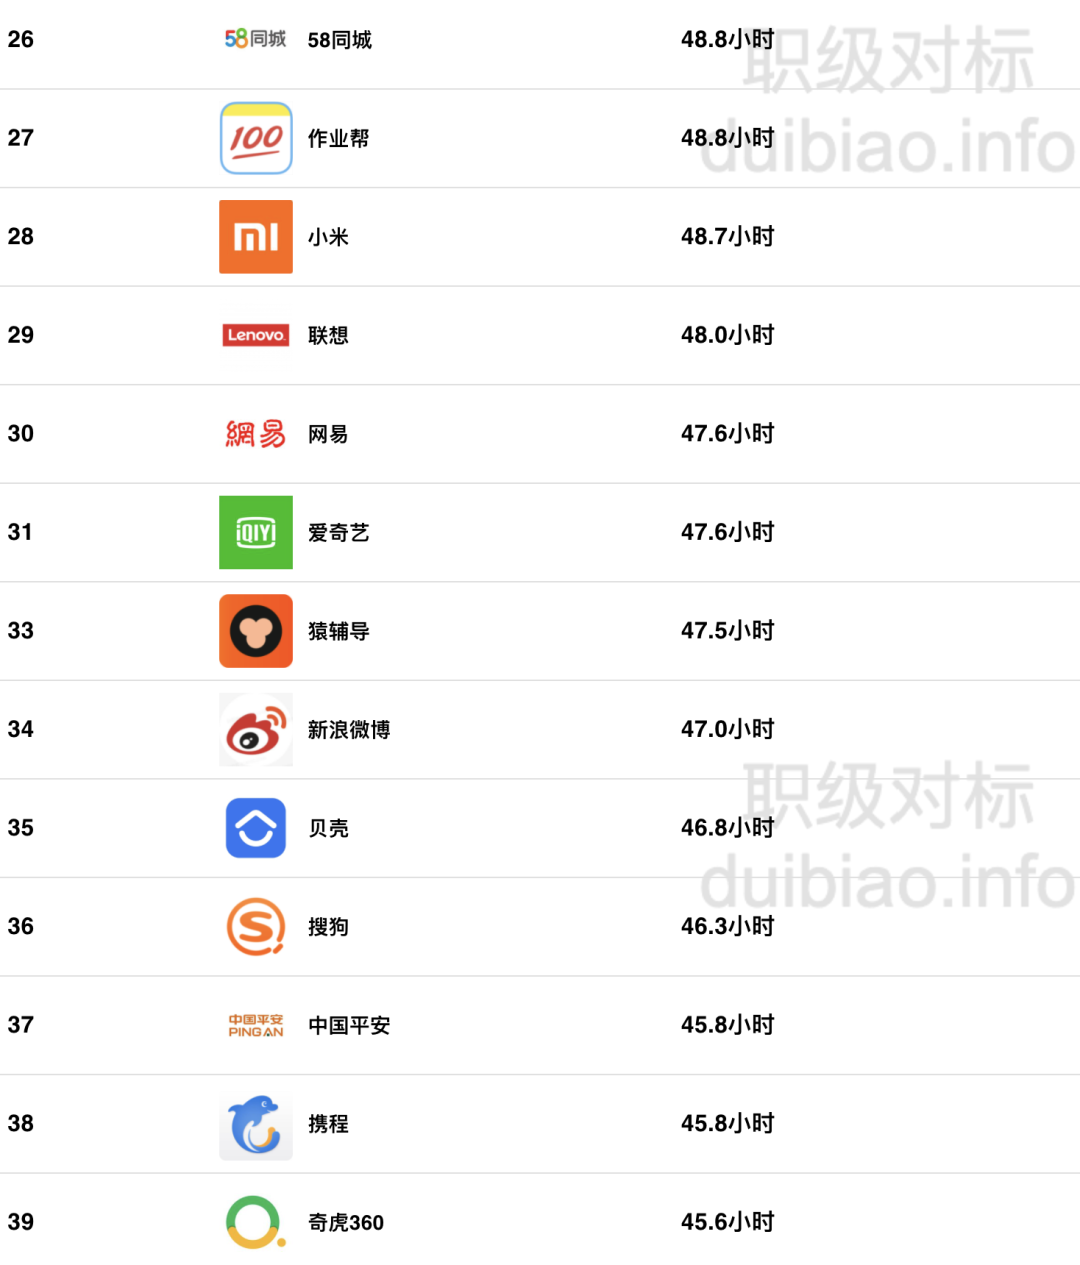 26 58同城 58同城 48.8小时
职级对标
27 100 作业帮 48.8小时
duibiao.info
28 mi 小米 48.7小时
29 Lenovo. 联想 48.0小时
30 網易 网易 47.6小时
31 iQIYI 爱奇艺 47.6小时
33 猿辅导 47.5小时
34 新浪微博 47.0小时
职级对标
35 贝壳 46.8小时
duibiao.info
36 S 搜狗 46.3小时
37 中国平安 PING AN 中国平安 45.8小时
38 携程 45.8小时
39 奇虎360 45.6小时